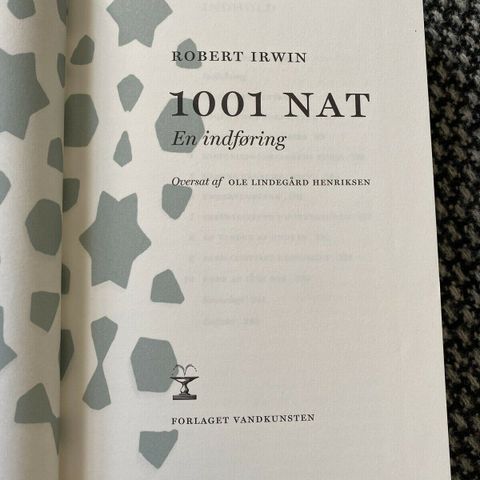 ROBERT IRWIN
1001 NAT
En indføring
Oversat af OLE LINDEGÅRD HENRIKSEN
FORLAGET VANDKUNSTEN